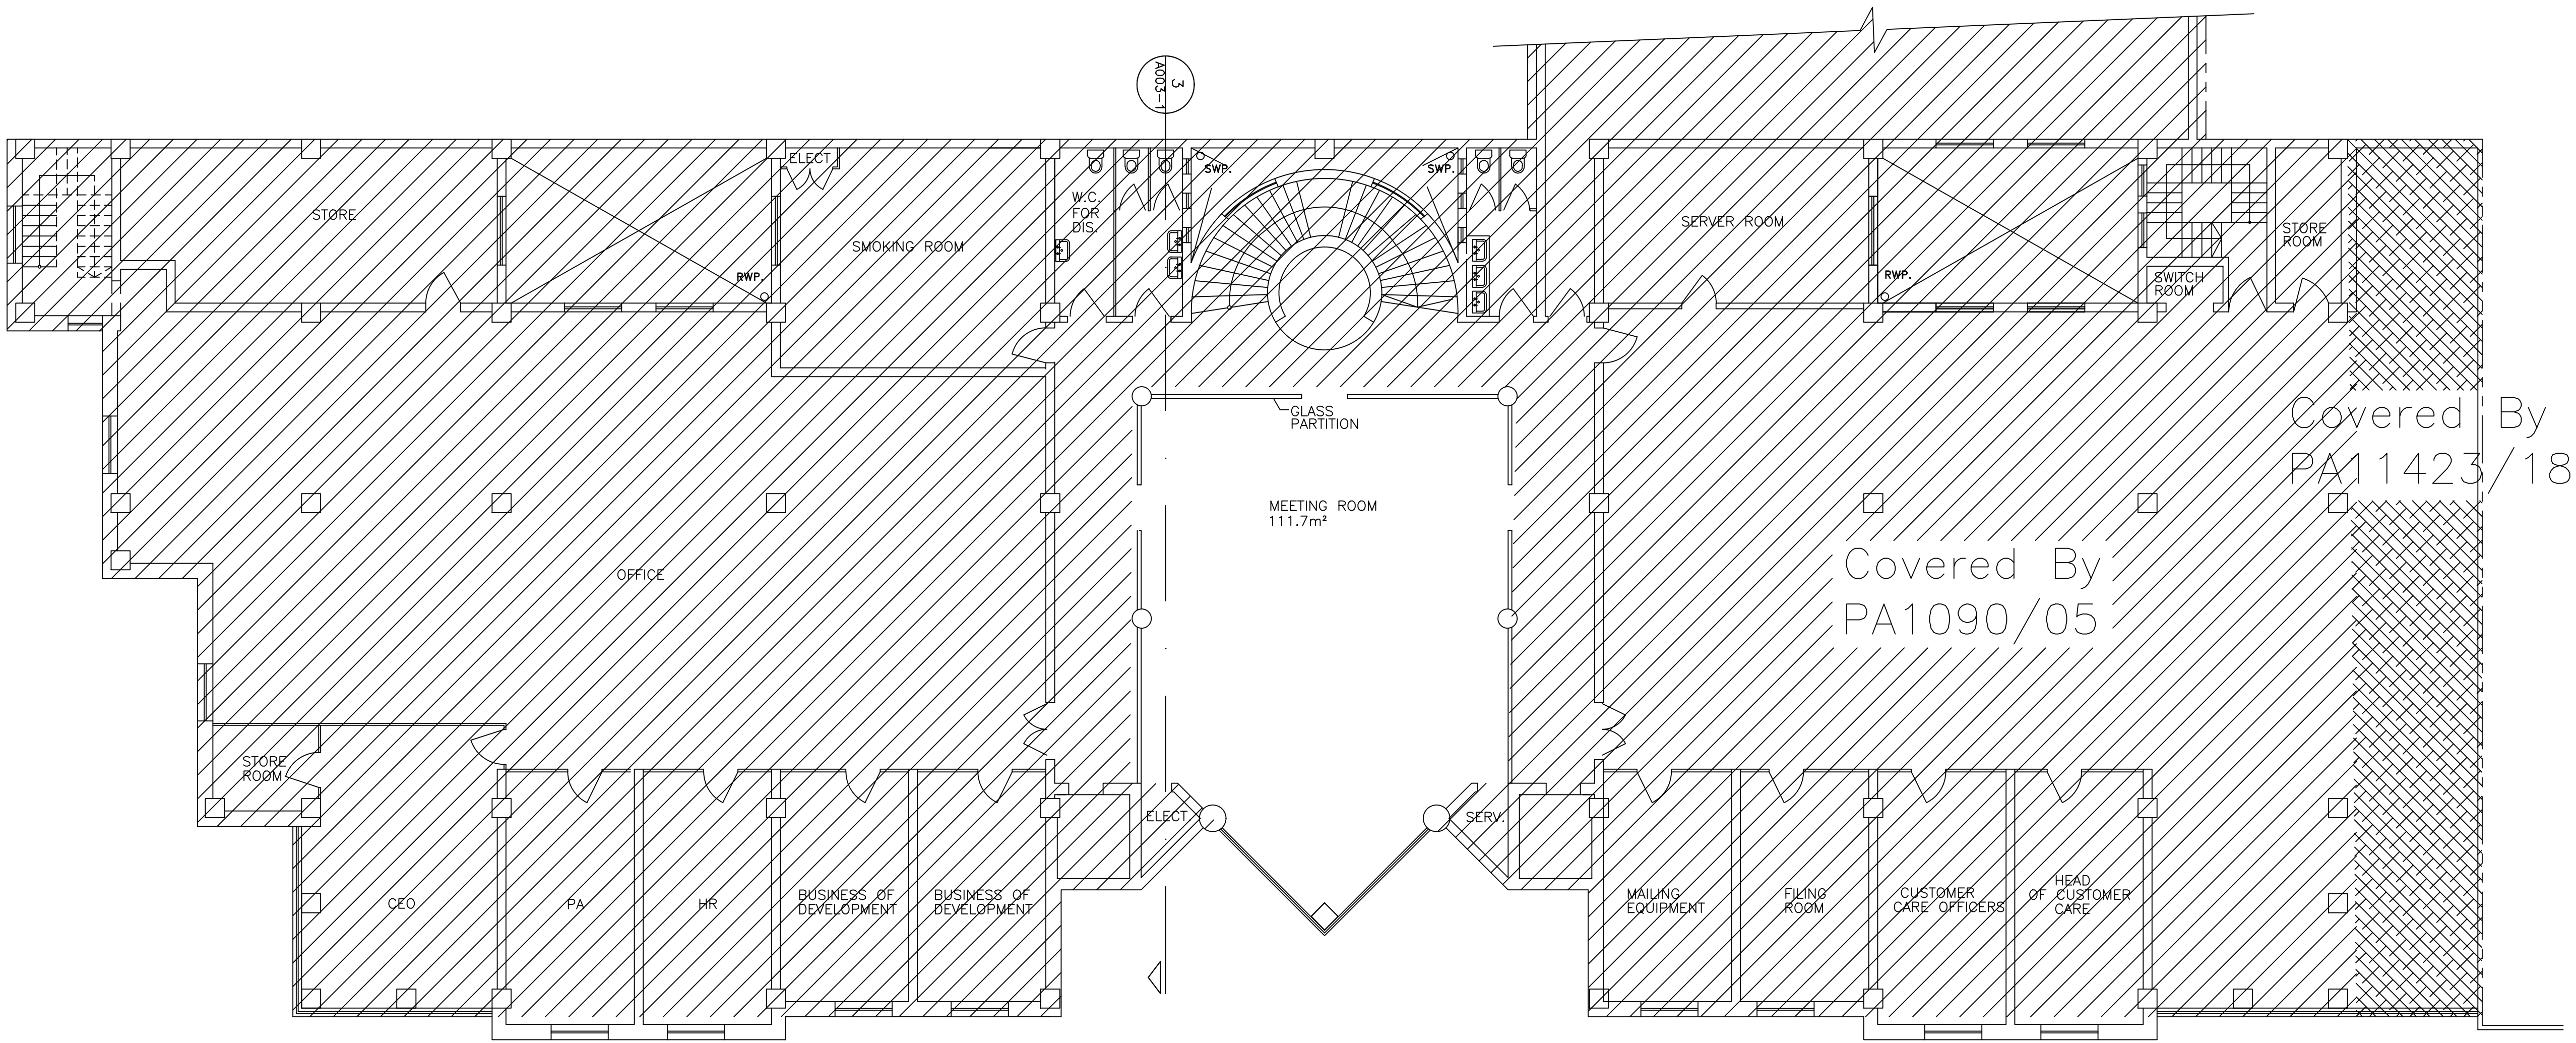 3
A003-1
ELECT
STORE
SMOKING ROOM
RWP.
W.C.
FOR
DIS.
SWP.
SWP.
SERVER ROOM
RWP.
STORE
ROOM
SWITCH
ROOM
GLASS
PARTITION
Covered By
PA11423/18
MEETING ROOM
111.7m²
OFFICE
Covered By
PA1090/05
STORE
ROOM
ELECT
SERV.
CEO
PA
HR
BUSINESS OF
DEVELOPMENT
BUSINESS OF
DEVELOPMENT
MAILING
EQUIPMENT
FILING
ROOM
CUSTOMER
CARE OFFICERS
HEAD
OF CUSTOMER
CARE